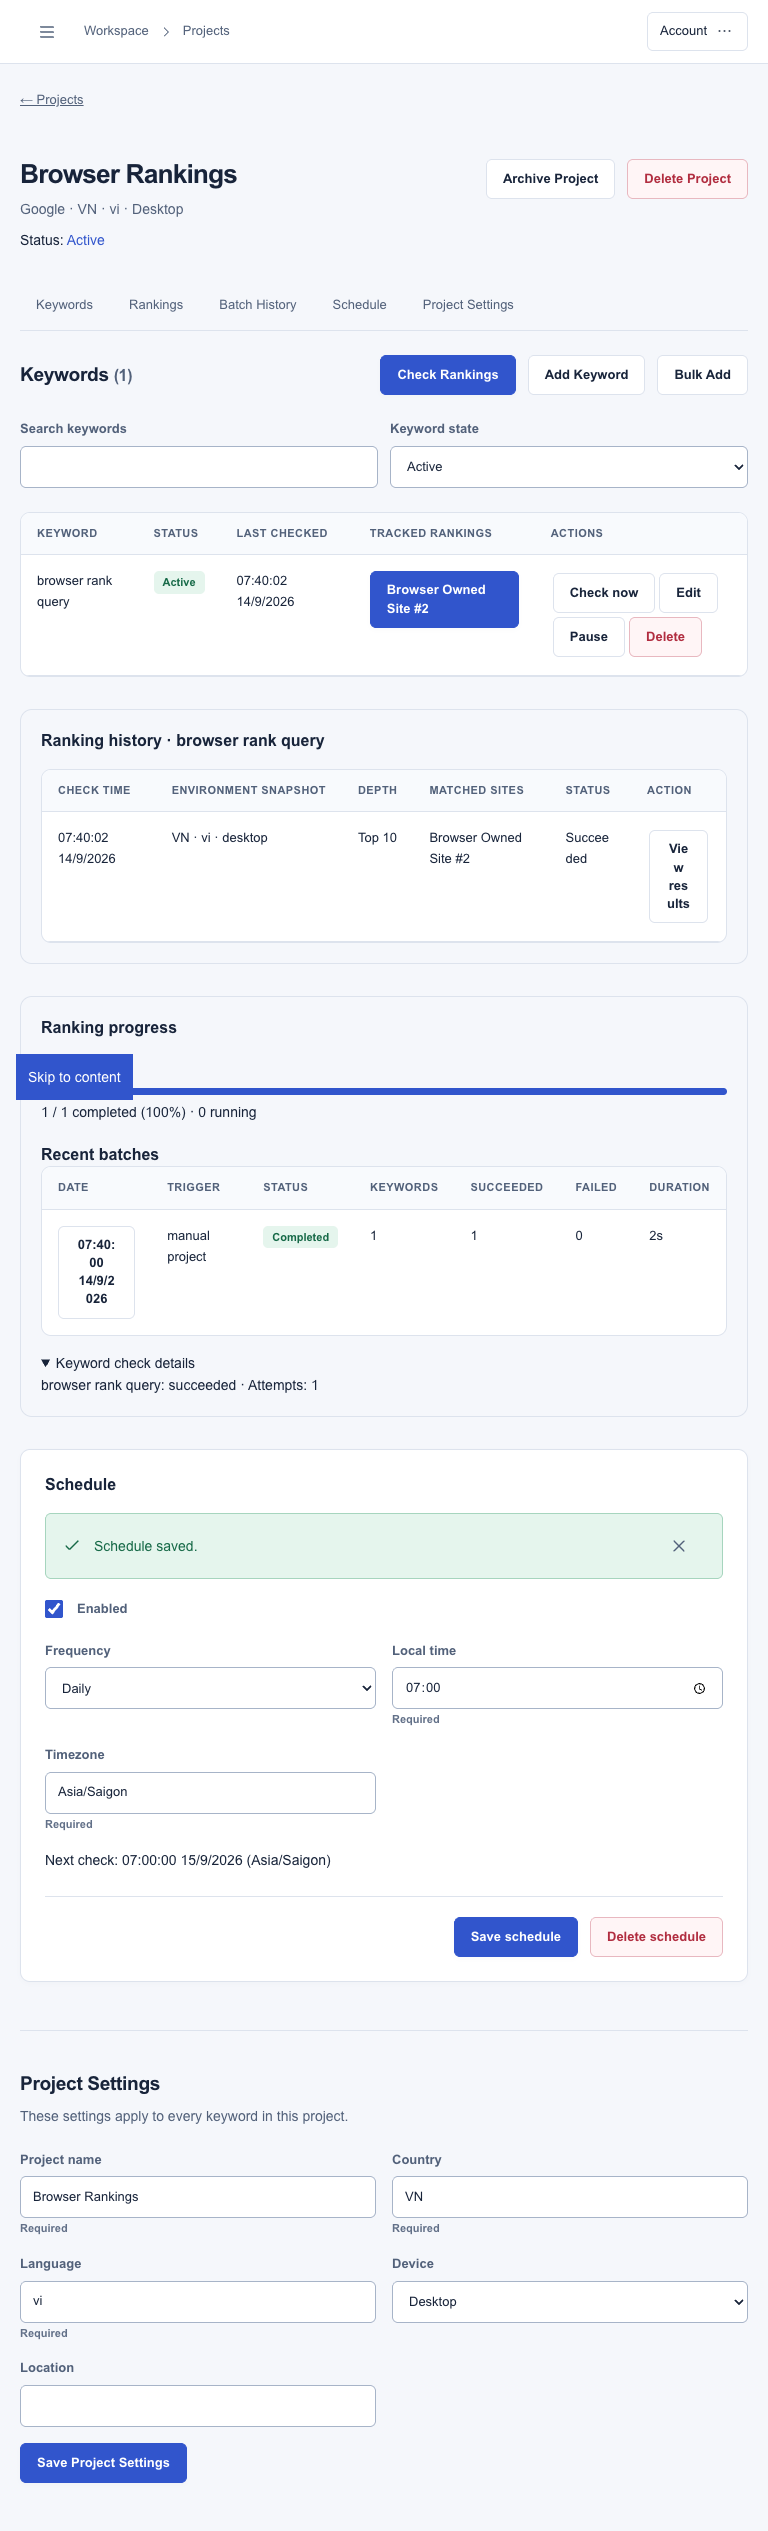 Workspace > Projects
Account ···
← Projects
Browser Rankings
Archive Project
Delete Project
Google · VN · vi · Desktop
Status: Active
Keywords
Rankings
Batch History
Schedule
Project Settings
Keywords (1)
Check Rankings
Add Keyword
Bulk Add
Search keywords
Keyword state
Active
KEYWORD
STATUS
LAST CHECKED
TRACKED RANKINGS
ACTIONS
browser rank
query
Active
07:40:02
14/9/2026
Browser Owned
Site #2
Check now
Edit
Pause
Delete
Ranking history · browser rank query
CHECK TIME
ENVIRONMENT SNAPSHOT
DEPTH
MATCHED SITES
STATUS
ACTION
07:40:02
14/9/2026
VN · vi · desktop
Top 10
Browser Owned
Site #2
Succee
ded
Vie
w
res
ults
Ranking progress
Skip to content
1 / 1 completed (100%) · 0 running
Recent batches
DATE
TRIGGER
STATUS
KEYWORDS
SUCCEEDED
FAILED
DURATION
07:40:
00
14/9/2
026
manual
project
Completed
1
1
0
2s
▼ Keyword check details
browser rank query: succeeded · Attempts: 1
Schedule
Schedule saved.
Enabled
Frequency
Local time
Daily
07:00
Required
Timezone
Asia/Saigon
Required
Next check: 07:00:00 15/9/2026 (Asia/Saigon)
Save schedule
Delete schedule
Project Settings
These settings apply to every keyword in this project.
Project name
Country
Browser Rankings
VN
Required
Required
Language
Device
vi
Desktop
Required
Location
Save Project Settings